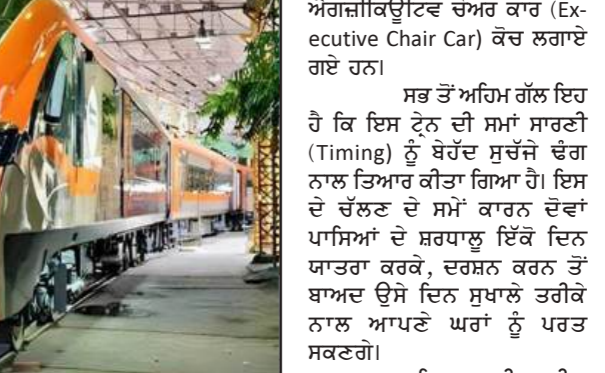 ਐਗਜ਼ੀਕਿਊਟਿਵ ਚੇਅਰ ਕਾਰ (Ex-
ecutive Chair Car) ਕੋਚ ਲਗਾਏ
ਗਏ ਹਨ।
ਸਭ ਤੋਂ ਅਹਿਮ ਗੱਲ ਇਹ
ਹੈ ਕਿ ਇਸ ਟ੍ਰੇਨ ਦੀ ਸਮਾਂ ਸਾਰਣੀ
(Timing) ਨੂੰ ਬੇਹੱਦ ਸੁਚੱਜੇ ਢੰਗ
ਨਾਲ ਤਿਆਰ ਕੀਤਾ ਗਿਆ ਹੈ। ਇਸ
ਦੇ ਚੱਲਣ ਦੇ ਸਮੇਂ ਕਾਰਨ ਦੋਵਾਂ
ਪਾਸਿਆਂ ਦੇ ਸ਼ਰਧਾਲੂ ਇੱਕੋ ਦਿਨ
ਯਾਤਰਾ ਕਰਕੇ, ਦਰਸ਼ਨ ਕਰਨ ਤੋਂ
ਬਾਅਦ ਉਸੇ ਦਿਨ ਸੁਖਾਲੇ ਤਰੀਕੇ
ਨਾਲ ਆਪਣੇ ਘਰਾਂ ਨੂੰ ਪਰਤ
ਸਕਣਗੇ।